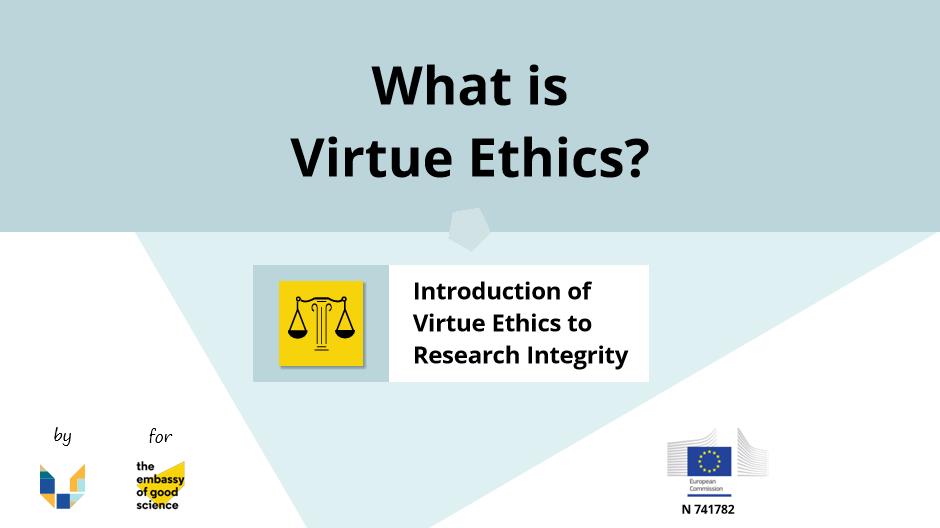 What is
Virtue Ethics?
Introduction of
Virtue Ethics to
Research Integrity
by
for
the
embassy
of good
science
European
Commission
N 741782